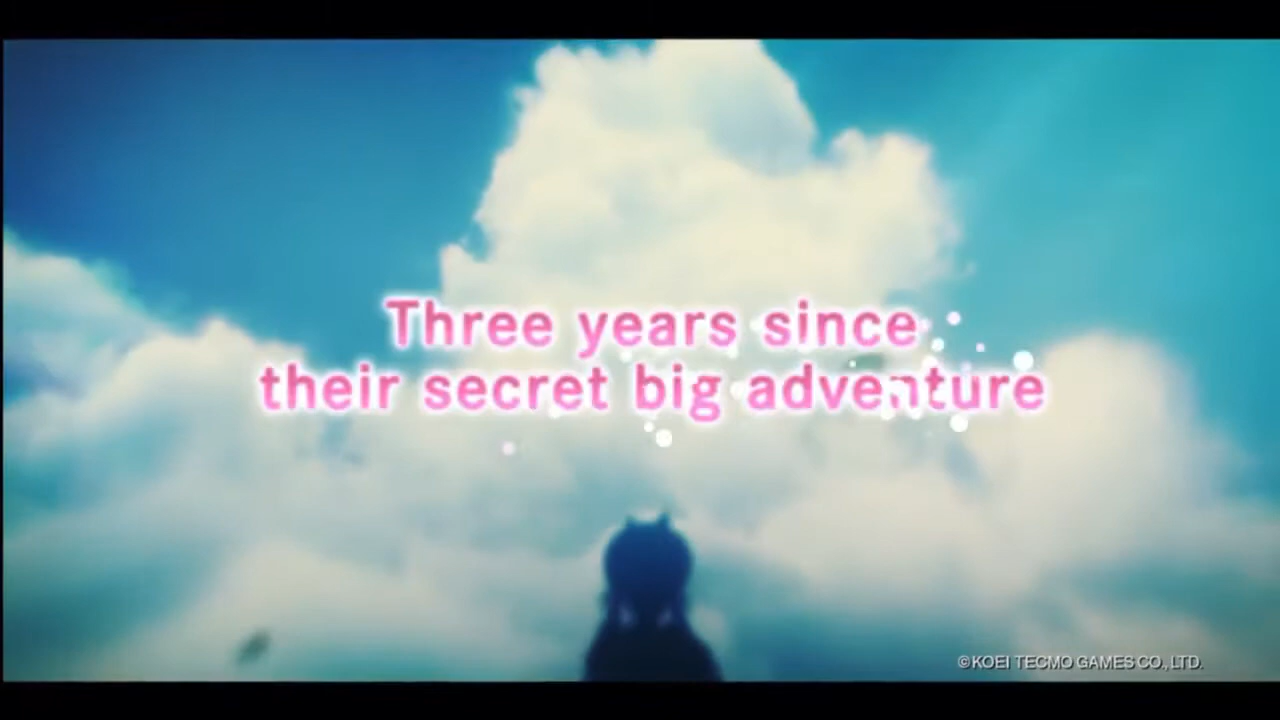 Three years since
their secret big adventure
©KOEI TECMO GAMES CO., LTD.